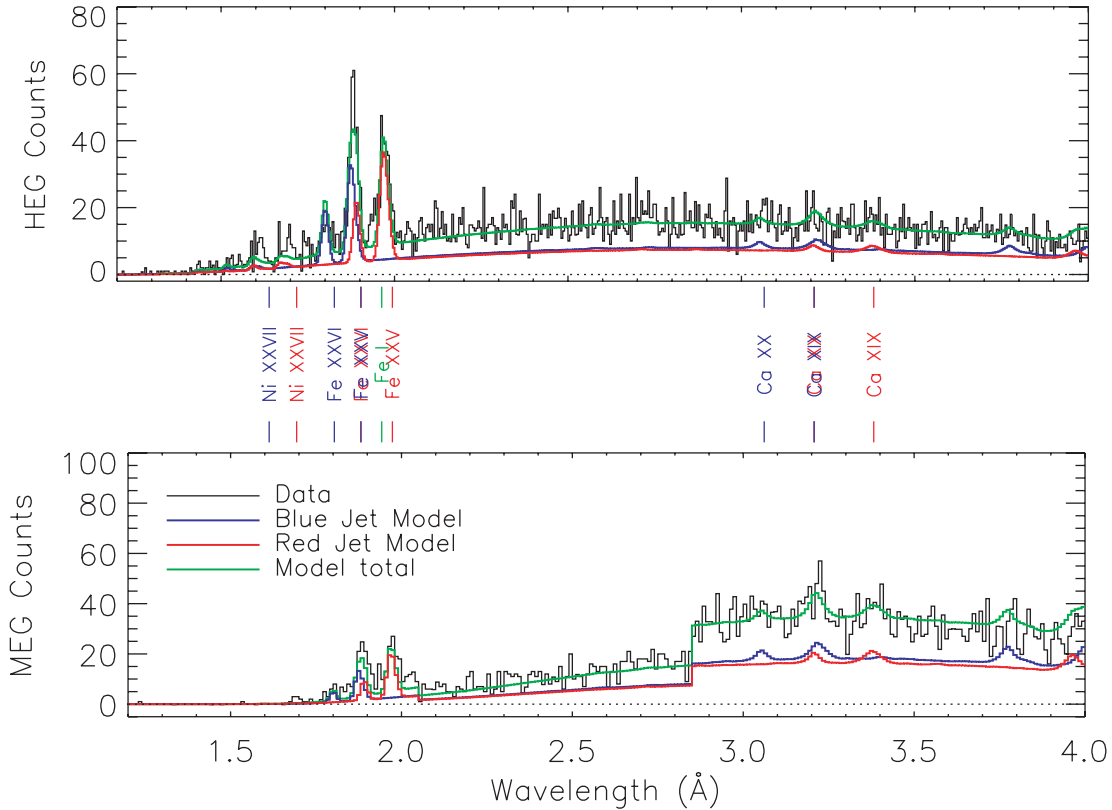 80
60
40
20
0
HEG Counts
Ni XXVII
Ni XXVII
Fe XXVI
Fe XXV
Fe XXVI
Fe I
Fe XXV
Ca XX
Ca XIX
Ca XX
Ca XIX
100
80
60
40
20
0
MEG Counts
Data
Blue Jet Model
Red Jet Model
Model total
1.5
2.0
2.5
3.0
3.5
4.0
Wavelength (Å)